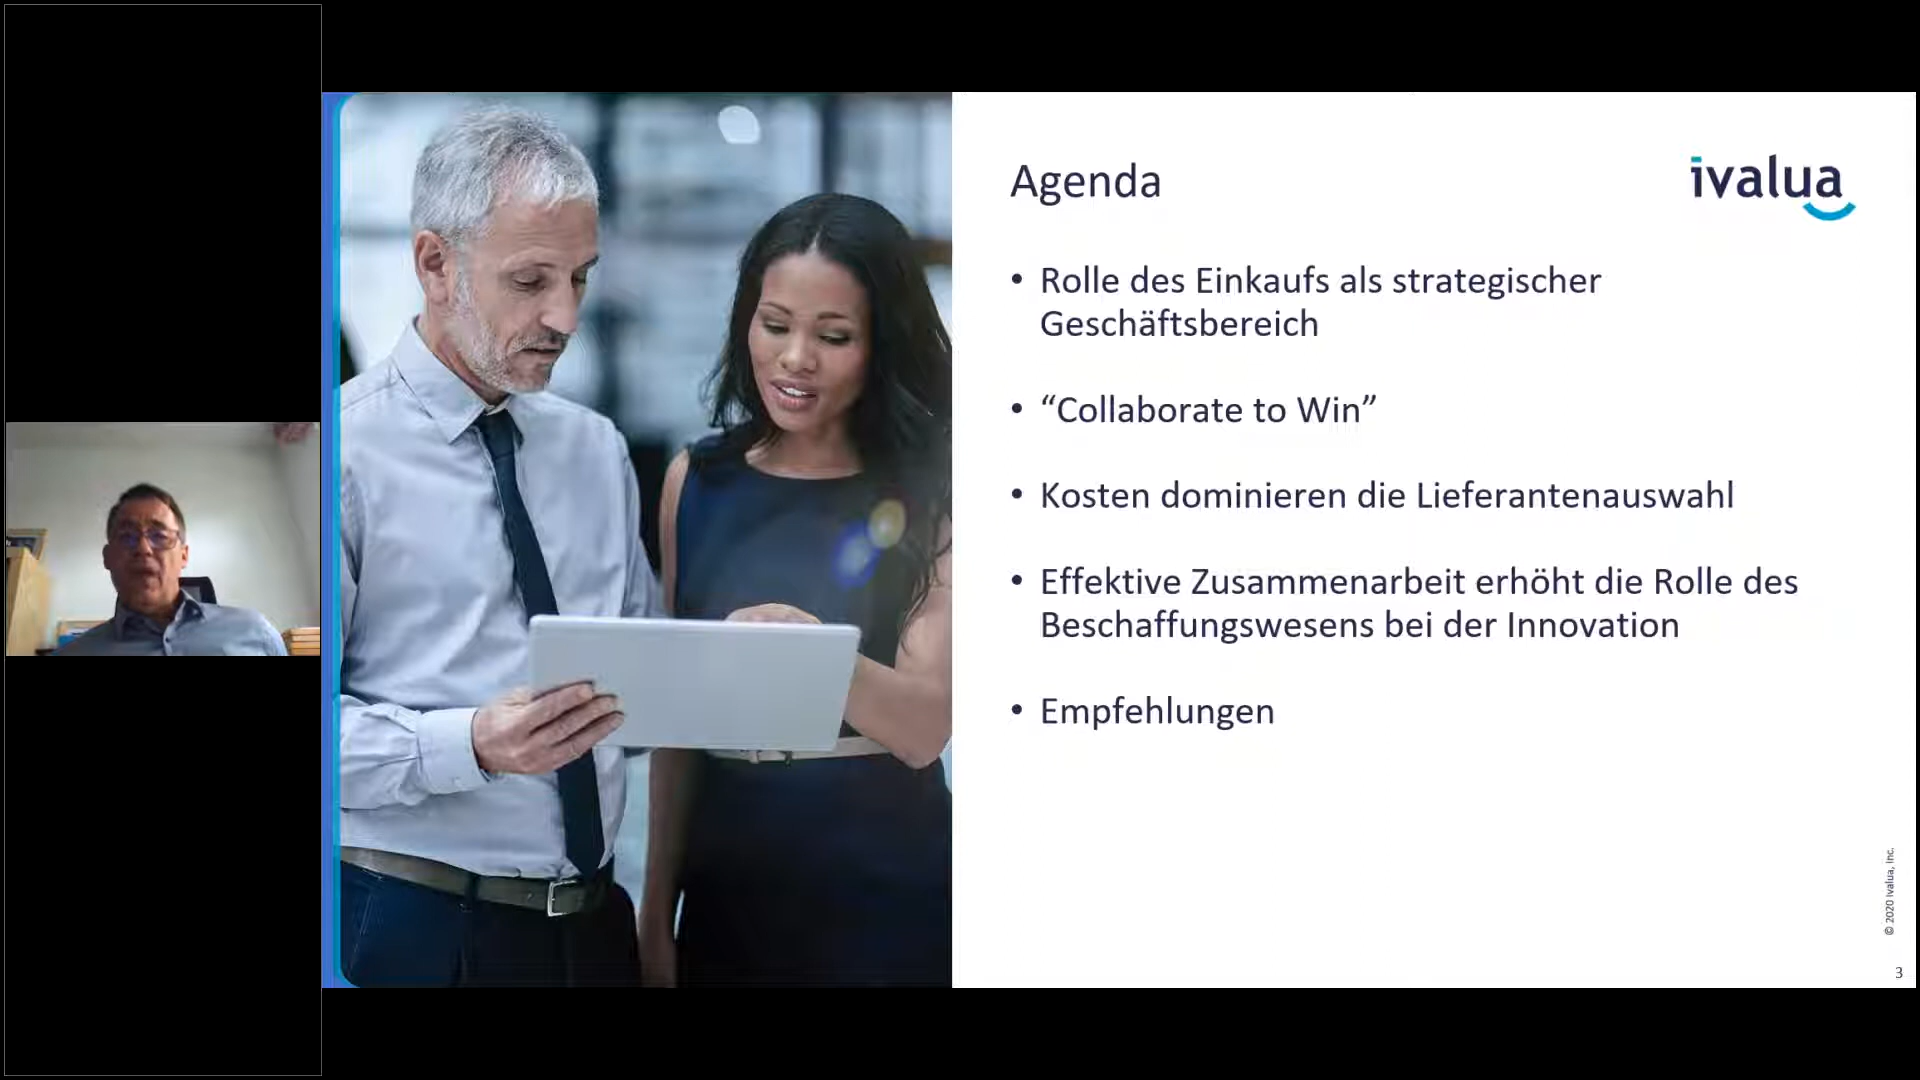 Agenda
ivalua
• Rolle des Einkaufs als strategischer
Geschäftsbereich
• “Collaborate to Win”
• Kosten dominieren die Lieferantenauswahl
• Effektive Zusammenarbeit erhöht die Rolle des
Beschaffungswesens bei der Innovation
• Empfehlungen
© 2020 Ivalua, Inc.
3